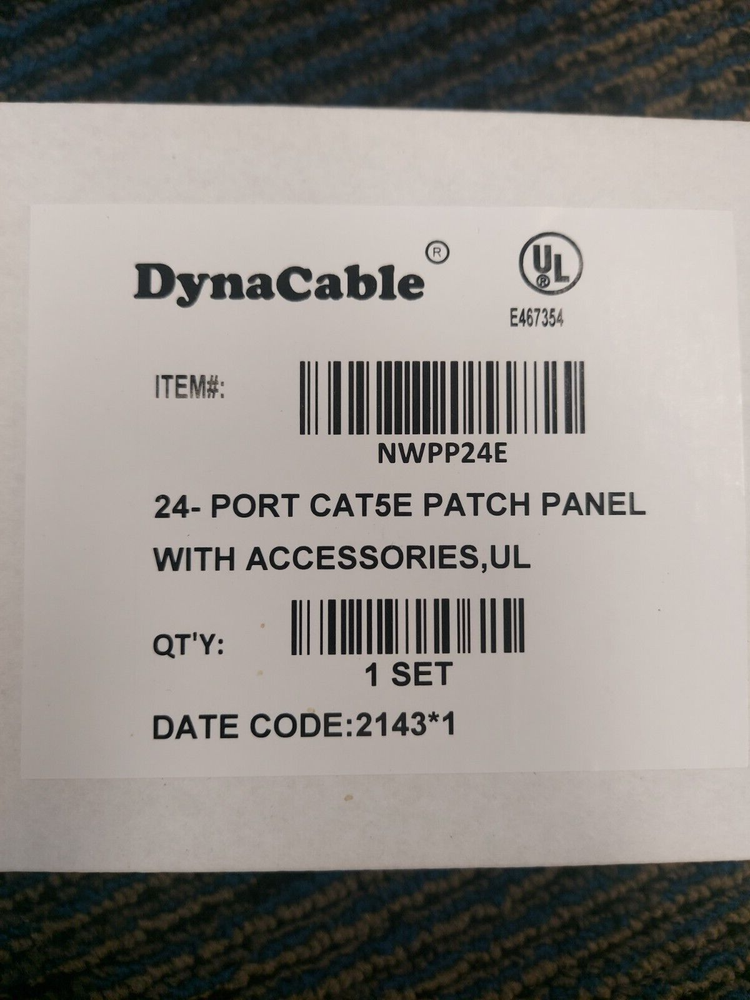 DynaCable ®
UL ®
E467354
ITEM#:
NWPP24E
24- PORT CAT5E PATCH PANEL
WITH ACCESSORIES,UL
QT'Y:
1 SET
DATE CODE:2143*1